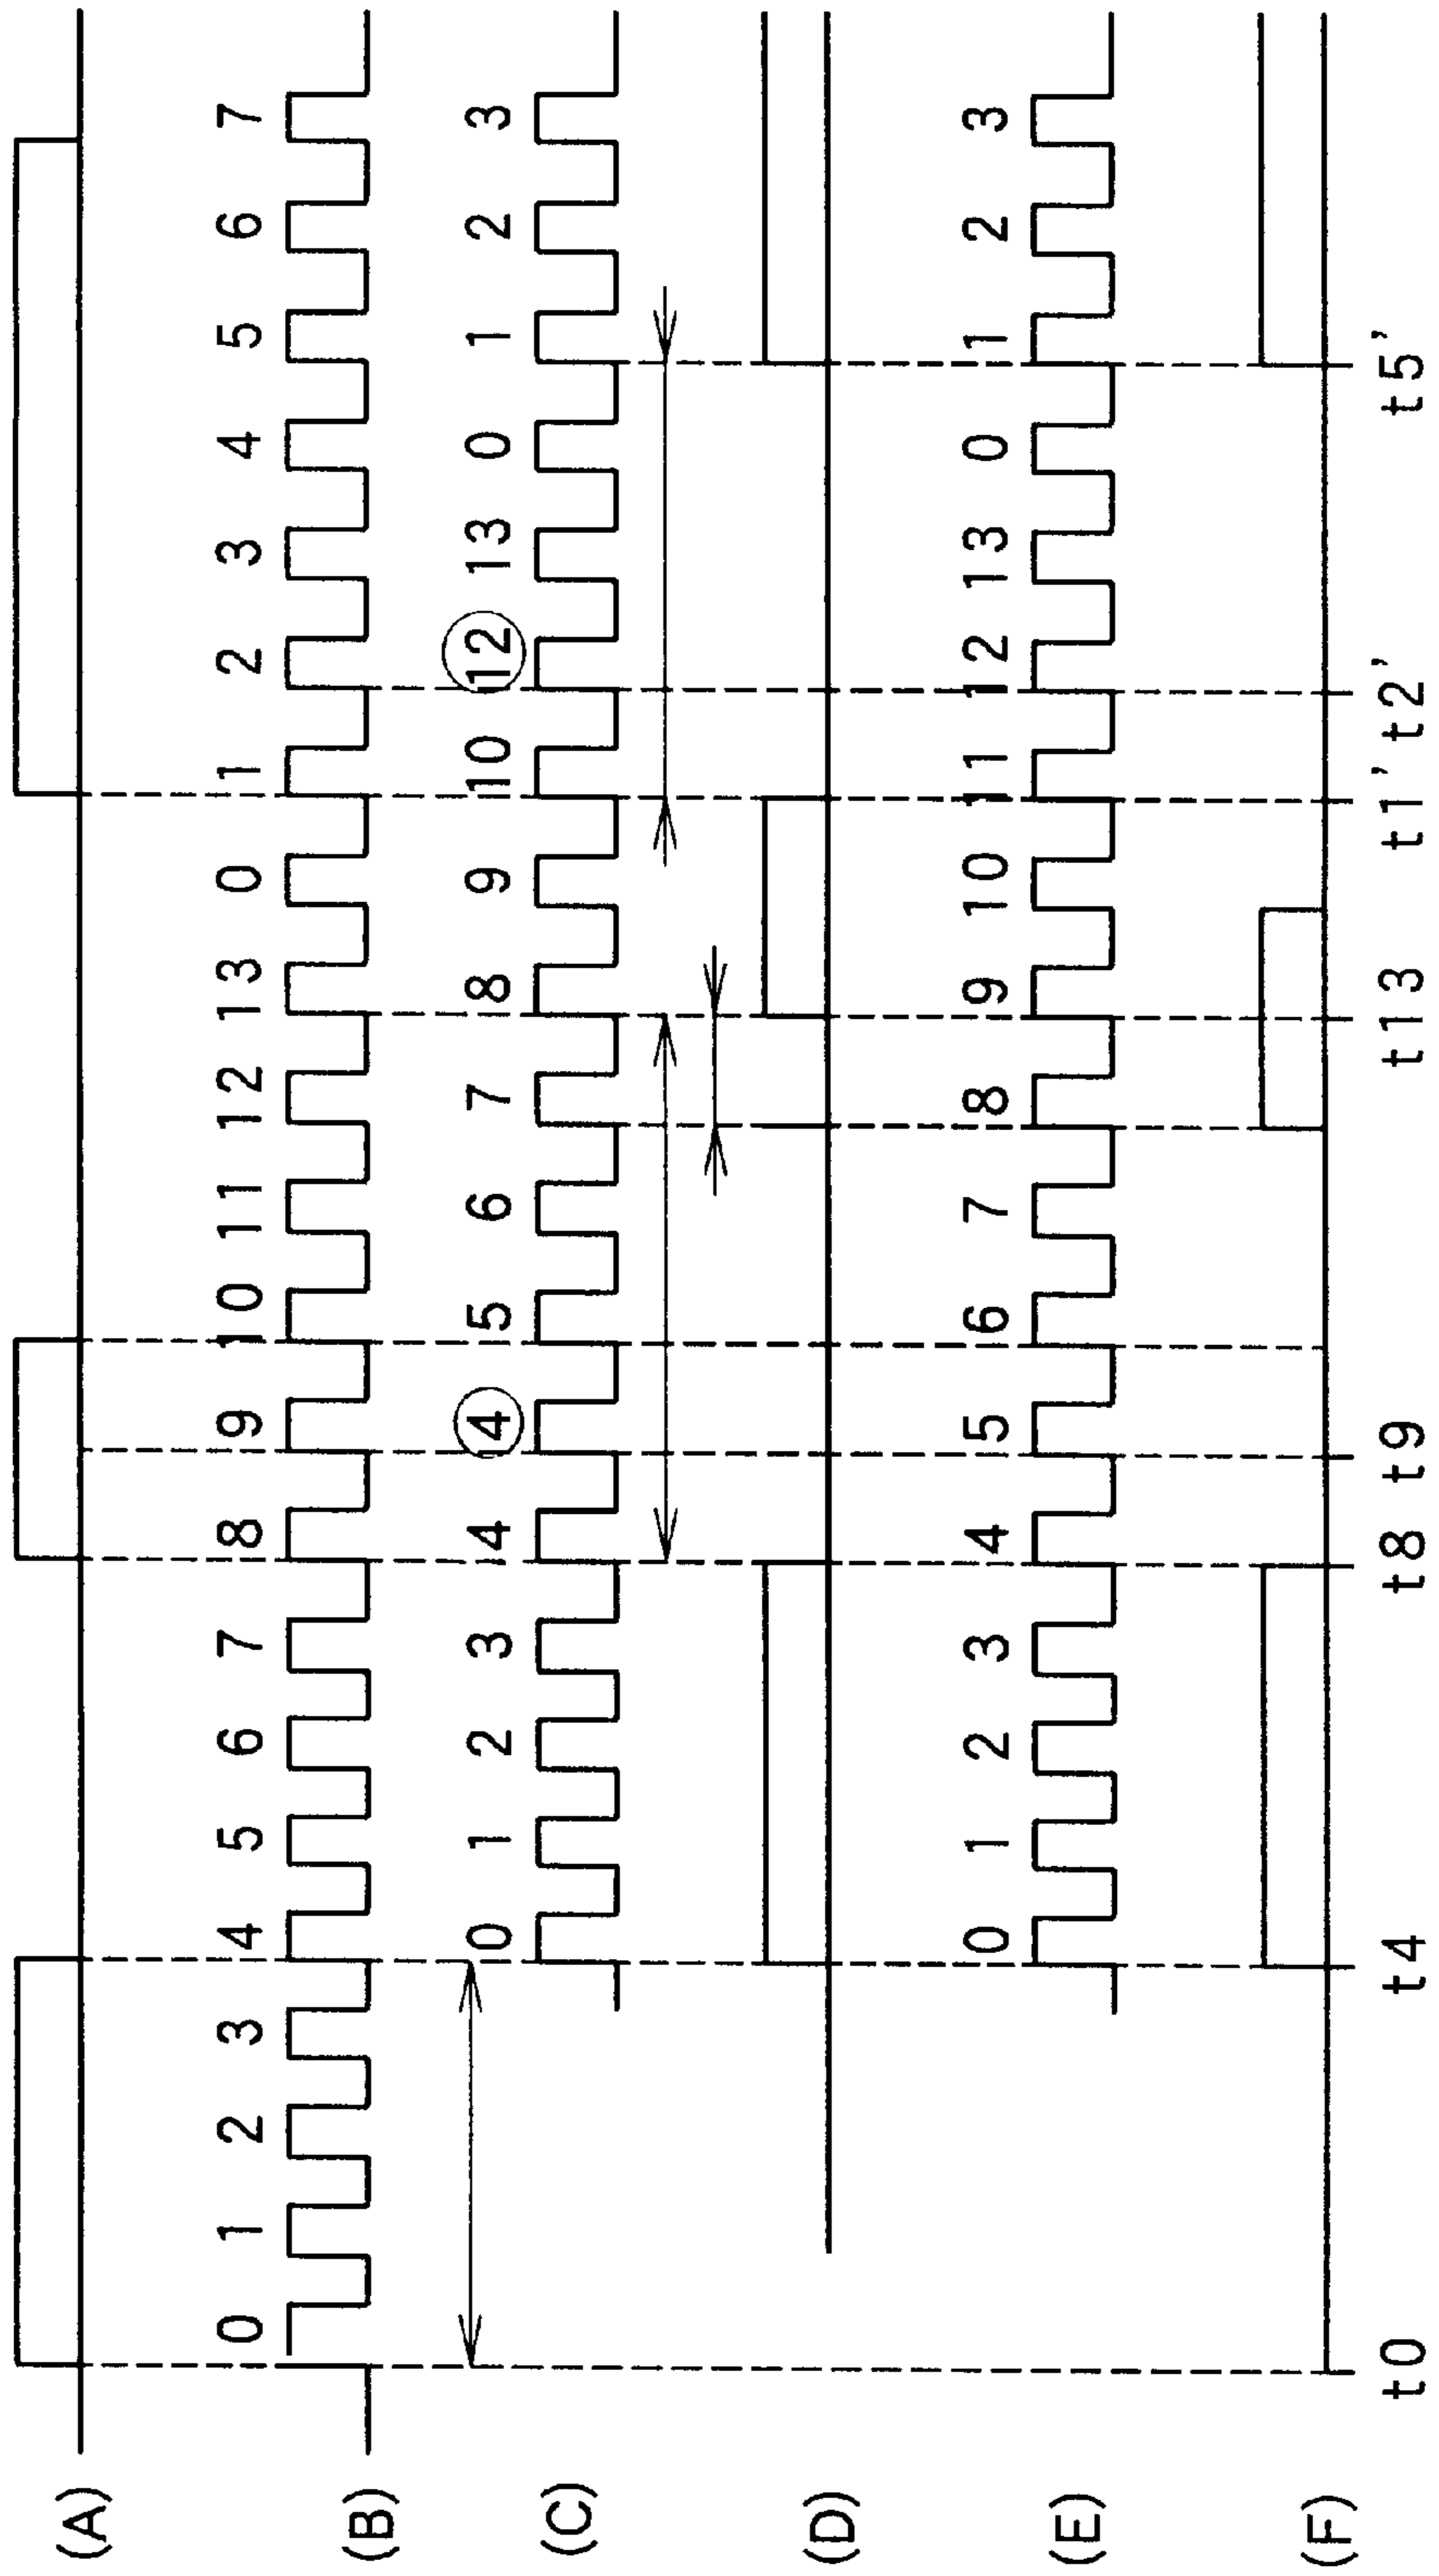 (A)
(B) 0 1 2 3 4 5 6 7 8 9 10 11 12 13 0 1 2 3 4 5 6 7
(C) 0 1 2 3 4 4 5 6 7 8 9 10 12 13 0 1 2 3
(D)
(E) 0 1 2 3 4 5 6 7 8 9 10 11 12 13 0 1 2 3
(F)
t0 t4 t8 t9 t13 t1' t2' t5'